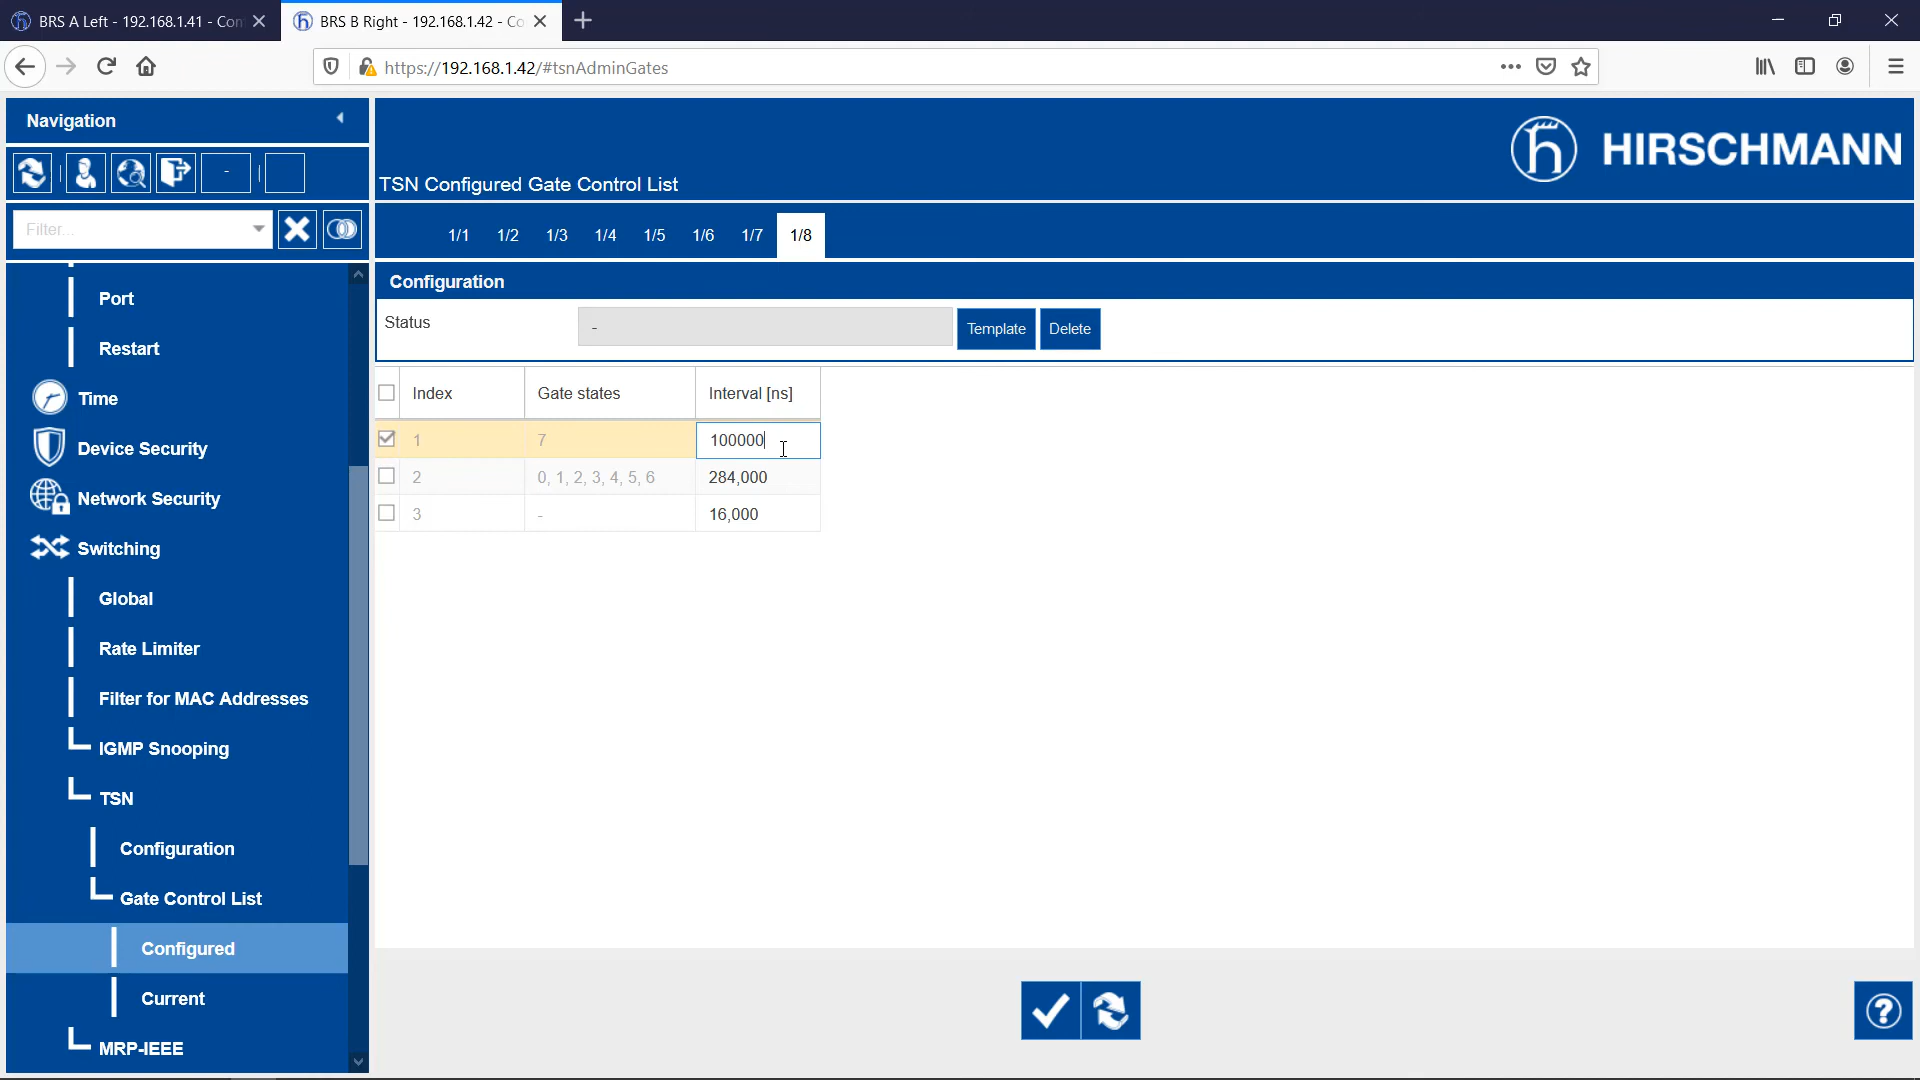 BRS A Left - 192.168.1.41 - Con
BRS B Right - 192.168.1.42 - Co
https://192.168.1.42/#tsnAdminGates
Navigation
HIRSCHMANN
-
TSN Configured Gate Control List
Filter...
1/1 1/2 1/3 1/4 1/5 1/6 1/7 1/8
Configuration
Status - Template Delete
Index Gate states Interval [ns]
1 7 100000
2 0, 1, 2, 3, 4, 5, 6 284,000
3 - 16,000
Port
Restart
Time
Device Security
Network Security
Switching
Global
Rate Limiter
Filter for MAC Addresses
IGMP Snooping
TSN
Configuration
Gate Control List
Configured
Current
MRP-IEEE